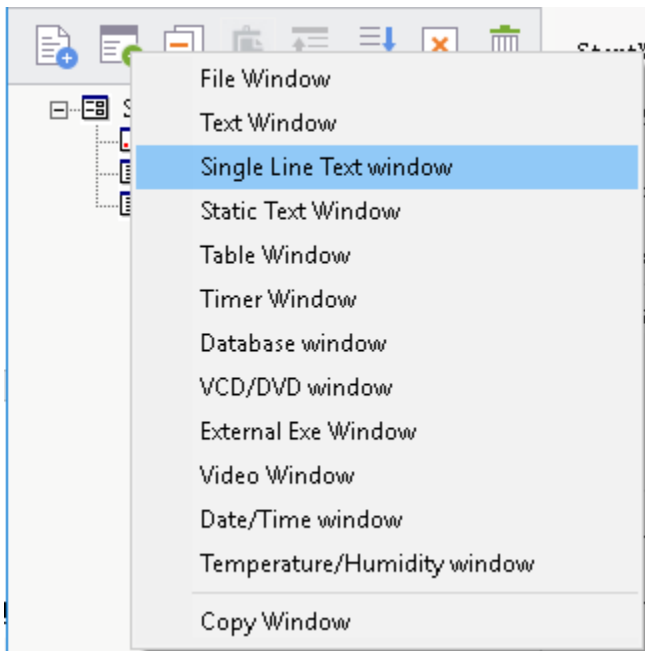 File Window
Text Window
Single Line Text window
Static Text Window
Table Window
Timer Window
Database window
VCD/DVD window
External Exe Window
Video Window
Date/Time window
Temperature/Humidity window
Copy Window